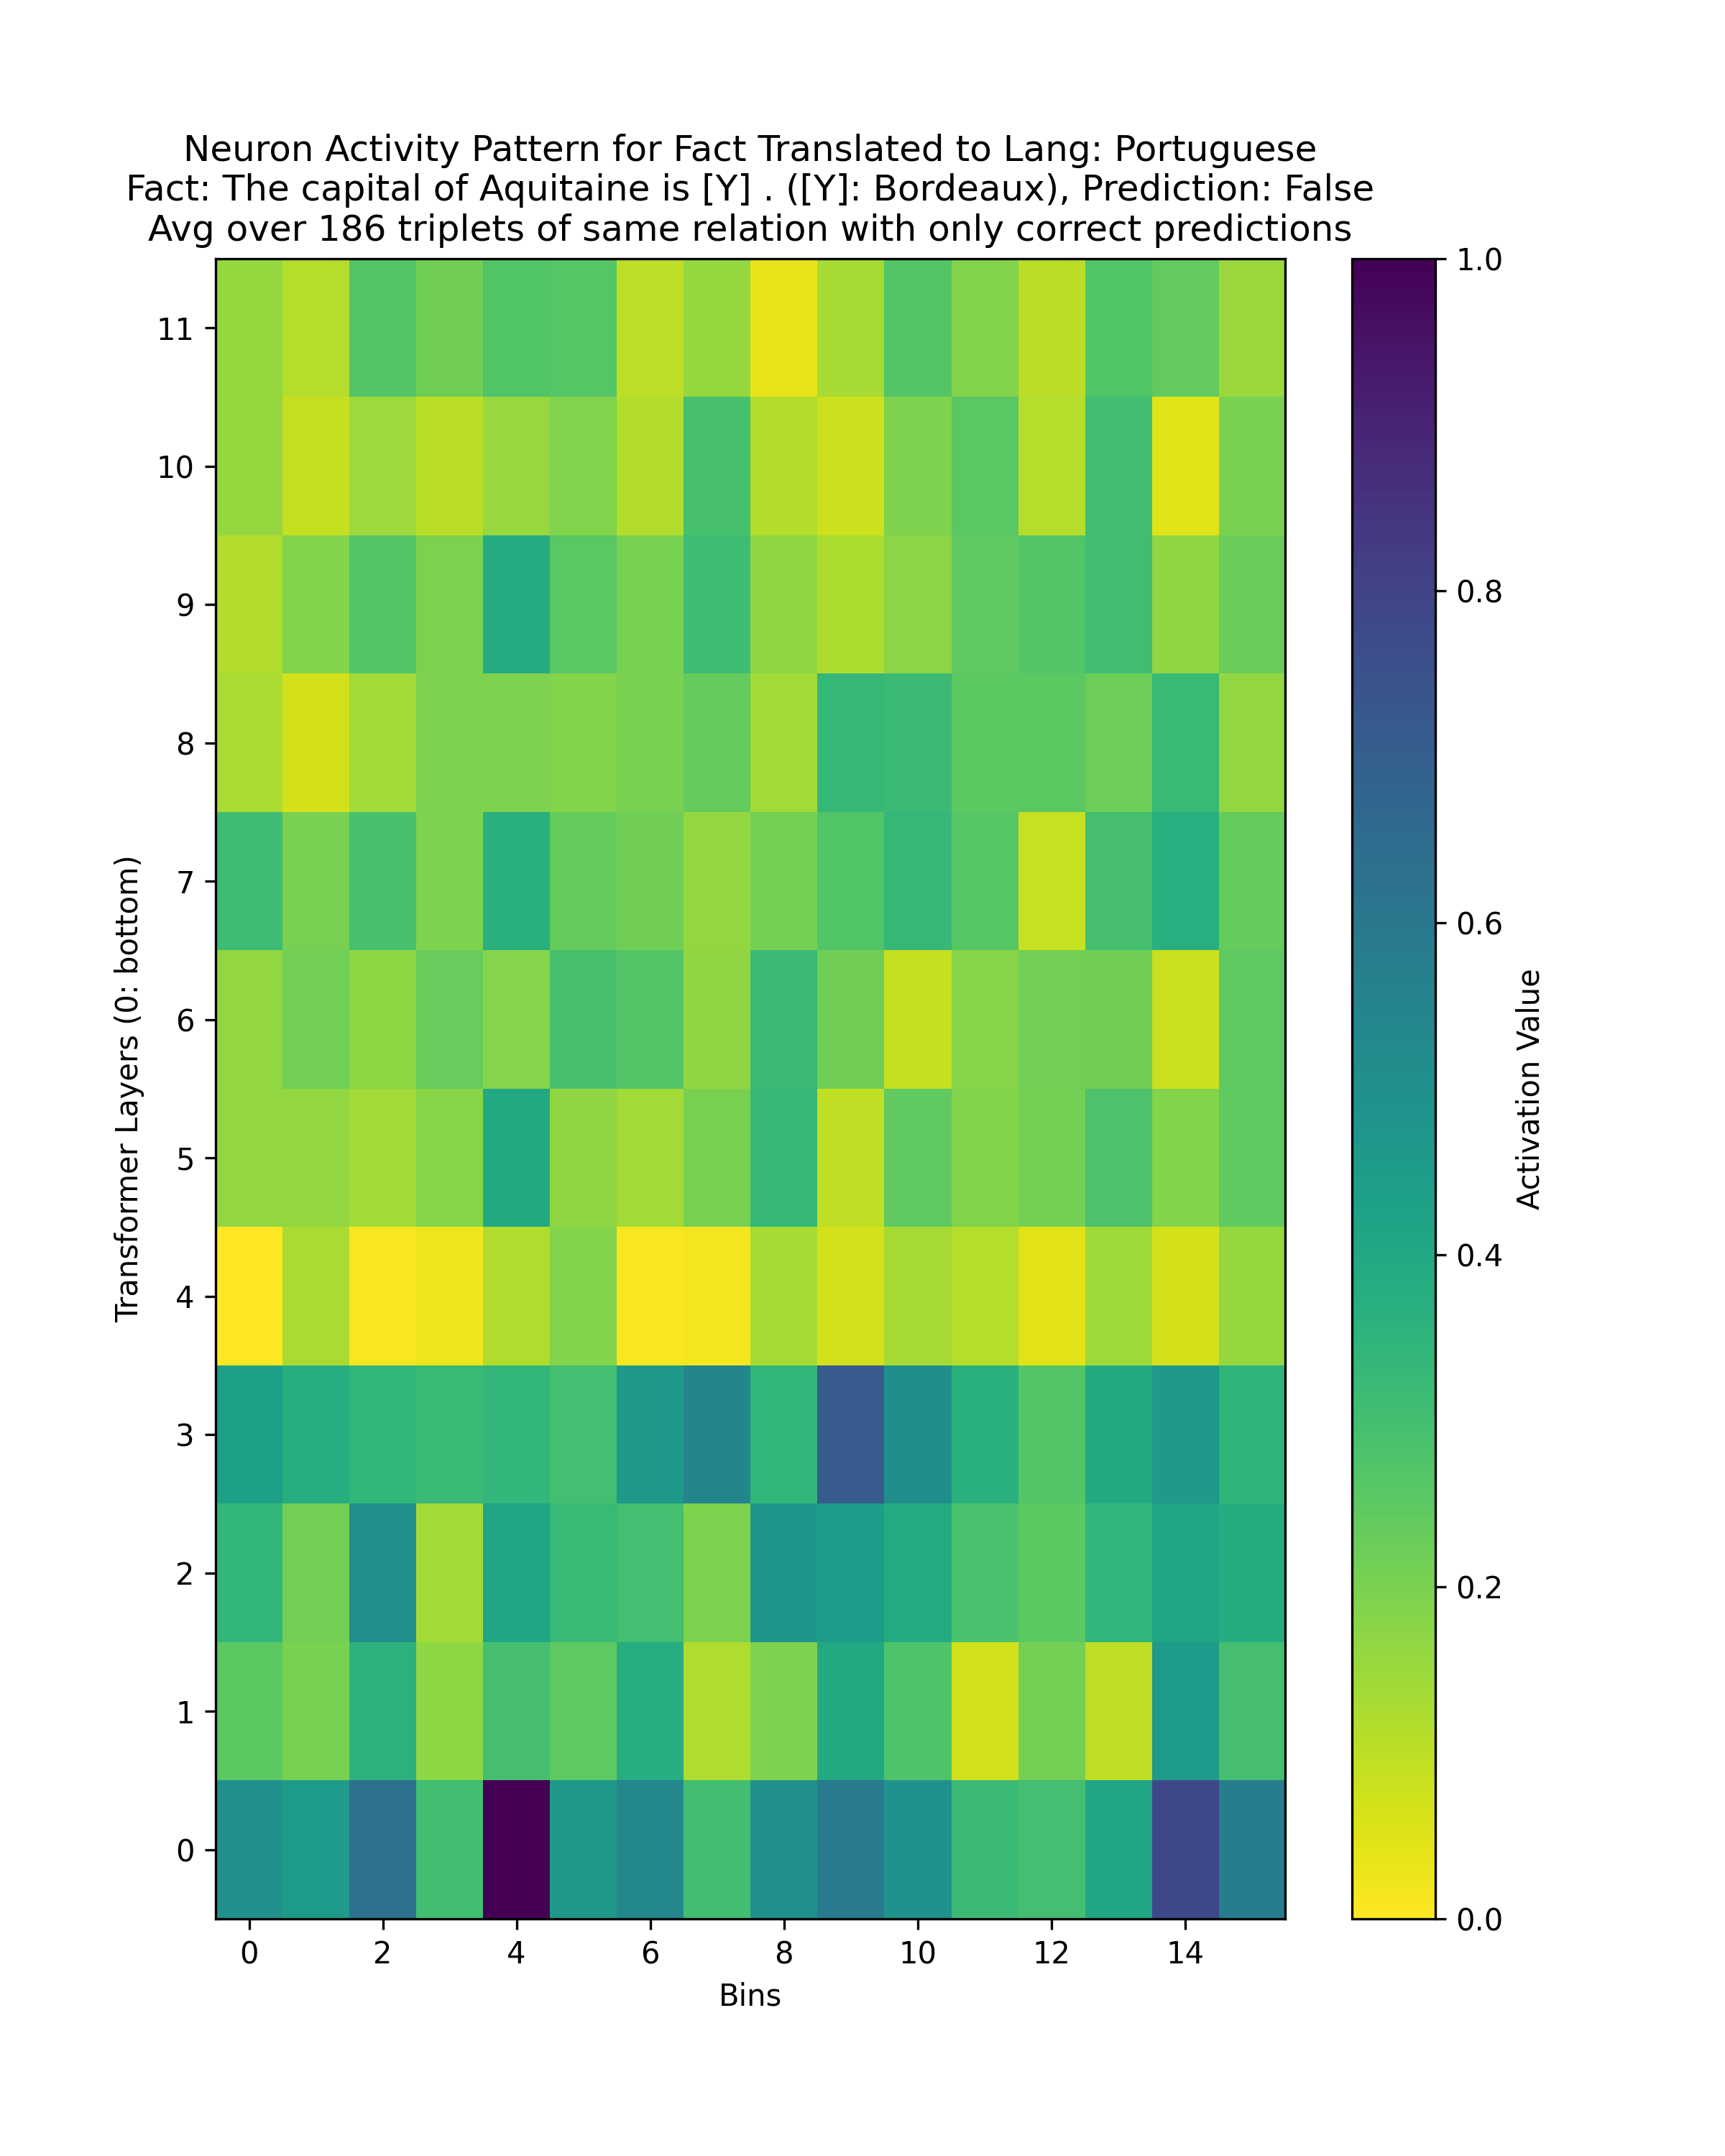 Neuron Activity Pattern for Fact Translated to Lang: Portuguese
Fact: The capital of Aquitaine is [Y] . ([Y]: Bordeaux), Prediction: False
Avg over 186 triplets of same relation with only correct predictions
Transformer Layers (0: bottom)
11
10
9
8
7
6
5
4
3
2
1
0
0 2 4 6 8 10 12 14
Bins
1.0
0.8
0.6
0.4
0.2
0.0
Activation Value